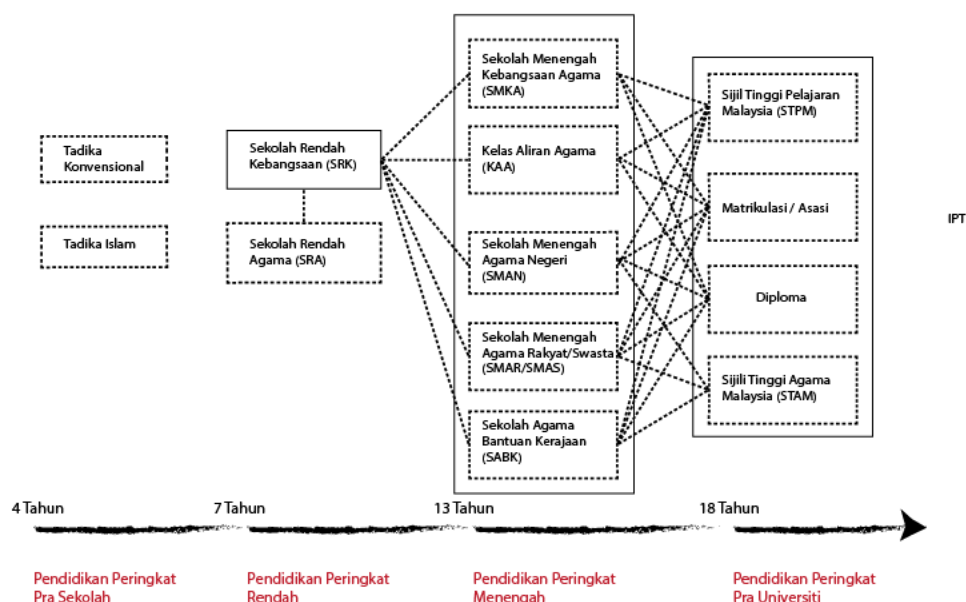 Tadika
Konvensional
Tadika Islam
Sekolah Rendah
Kebangsaan (SRK)
Sekolah Rendah
Agama (SRA)
Sekolah Menengah
Kebangsaan Agama
(SMKA)
Kelas Aliran Agama
(KAA)
Sekolah Menengah
Agama Negeri
(SMAN)
Sekolah Menengah
Agama Rakyat/Swasta
(SMAR/SMAS)
Sekolah Agama
Bantuan Kerajaan
(SABK)
Sijil Tinggi Pelajaran
Malaysia (STPM)
Matrikulasi / Asasi
Diploma
Sijili Tinggi Agama
Malaysia (STAM)
IPT
4 Tahun
7 Tahun
13 Tahun
18 Tahun
Pendidikan Peringkat
Pra Sekolah
Pendidikan Peringkat
Rendah
Pendidikan Peringkat
Menengah
Pendidikan Peringkat
Pra Universiti